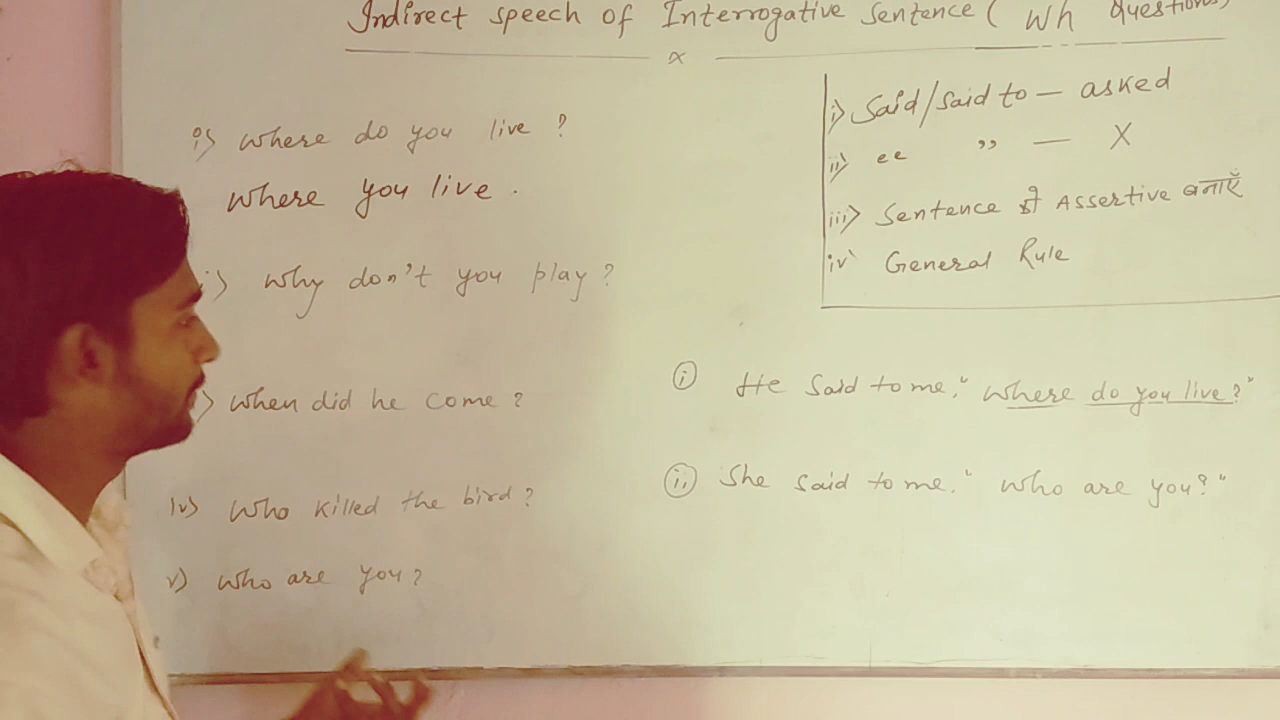 Indirect speech of Interrogative Sentence ( Wh Questions)
i) Where do you live ?
Where you live .
i) Why don't you play ?
) When did he come ?
iv) Who killed the bird ?
v) Who are you ?
i) Said/said to — asked
ii) " " — X
iii) Sentence को Assertive बनाएँ
iv) General Rule
i He said to me, "Where do you live ?"
ii She said to me. "Who are you?"